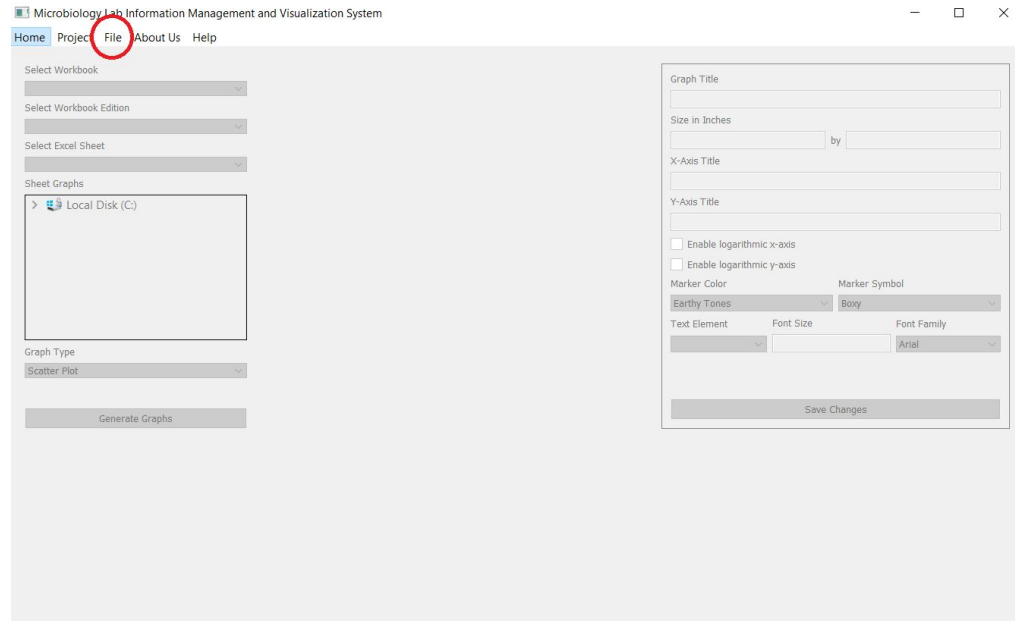 Microbiology Lab Information Management and Visualization System
Home Project File About Us Help
Select Workbook
Select Workbook Edition
Select Excel Sheet
Sheet Graphs
Local Disk (C:)
Graph Type
Scatter Plot
Generate Graphs
Graph Title
Size in Inches
by
X-Axis Title
Y-Axis Title
Enable logarithmic x-axis
Enable logarithmic y-axis
Marker Color Marker Symbol
Earthy Tones Boxy
Text Element Font Size Font Family
Arial
Save Changes